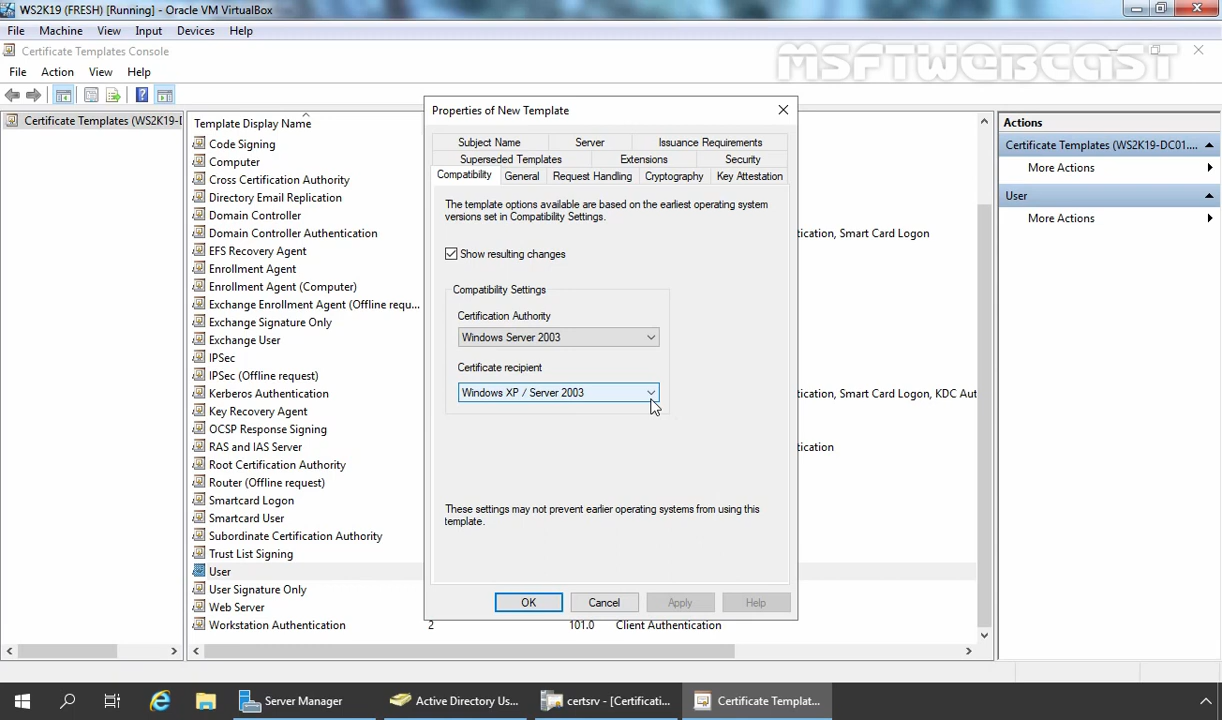 WS2K19 (FRESH) [Running] - Oracle VM VirtualBox
File Machine View Input Devices Help
Certificate Templates Console
MSFTWEBCAST
File Action View Help
Certificate Templates (WS2K19-D
Template Display Name
Code Signing
Computer
Cross Certification Authority
Directory Email Replication
Domain Controller
Domain Controller Authentication
ication, Smart Card Logon
EFS Recovery Agent
Enrollment Agent
Enrollment Agent (Computer)
Exchange Enrollment Agent (Offline requ...
Exchange Signature Only
Exchange User
IPSec
IPSec (Offline request)
Kerberos Authentication
ication, Smart Card Logon, KDC Aut
Key Recovery Agent
OCSP Response Signing
RAS and IAS Server
ntication
Root Certification Authority
Router (Offline request)
Smartcard Logon
Smartcard User
Subordinate Certification Authority
Trust List Signing
User
User Signature Only
Web Server
Workstation Authentication 2 101.0 Client Authentication
Properties of New Template
Subject Name Server Issuance Requirements
Superseded Templates Extensions Security
Compatibility General Request Handling Cryptography Key Attestation
The template options available are based on the earliest operating system
versions set in Compatibility Settings.
Show resulting changes
Compatibility Settings
Certification Authority
Windows Server 2003
Certificate recipient
Windows XP / Server 2003
These settings may not prevent earlier operating systems from using this
template.
OK Cancel Apply Help
Actions
Certificate Templates (WS2K19-DC01....
More Actions
User
More Actions
Server Manager
Active Directory Us...
certsrv - [Certificati...
Certificate Templat...